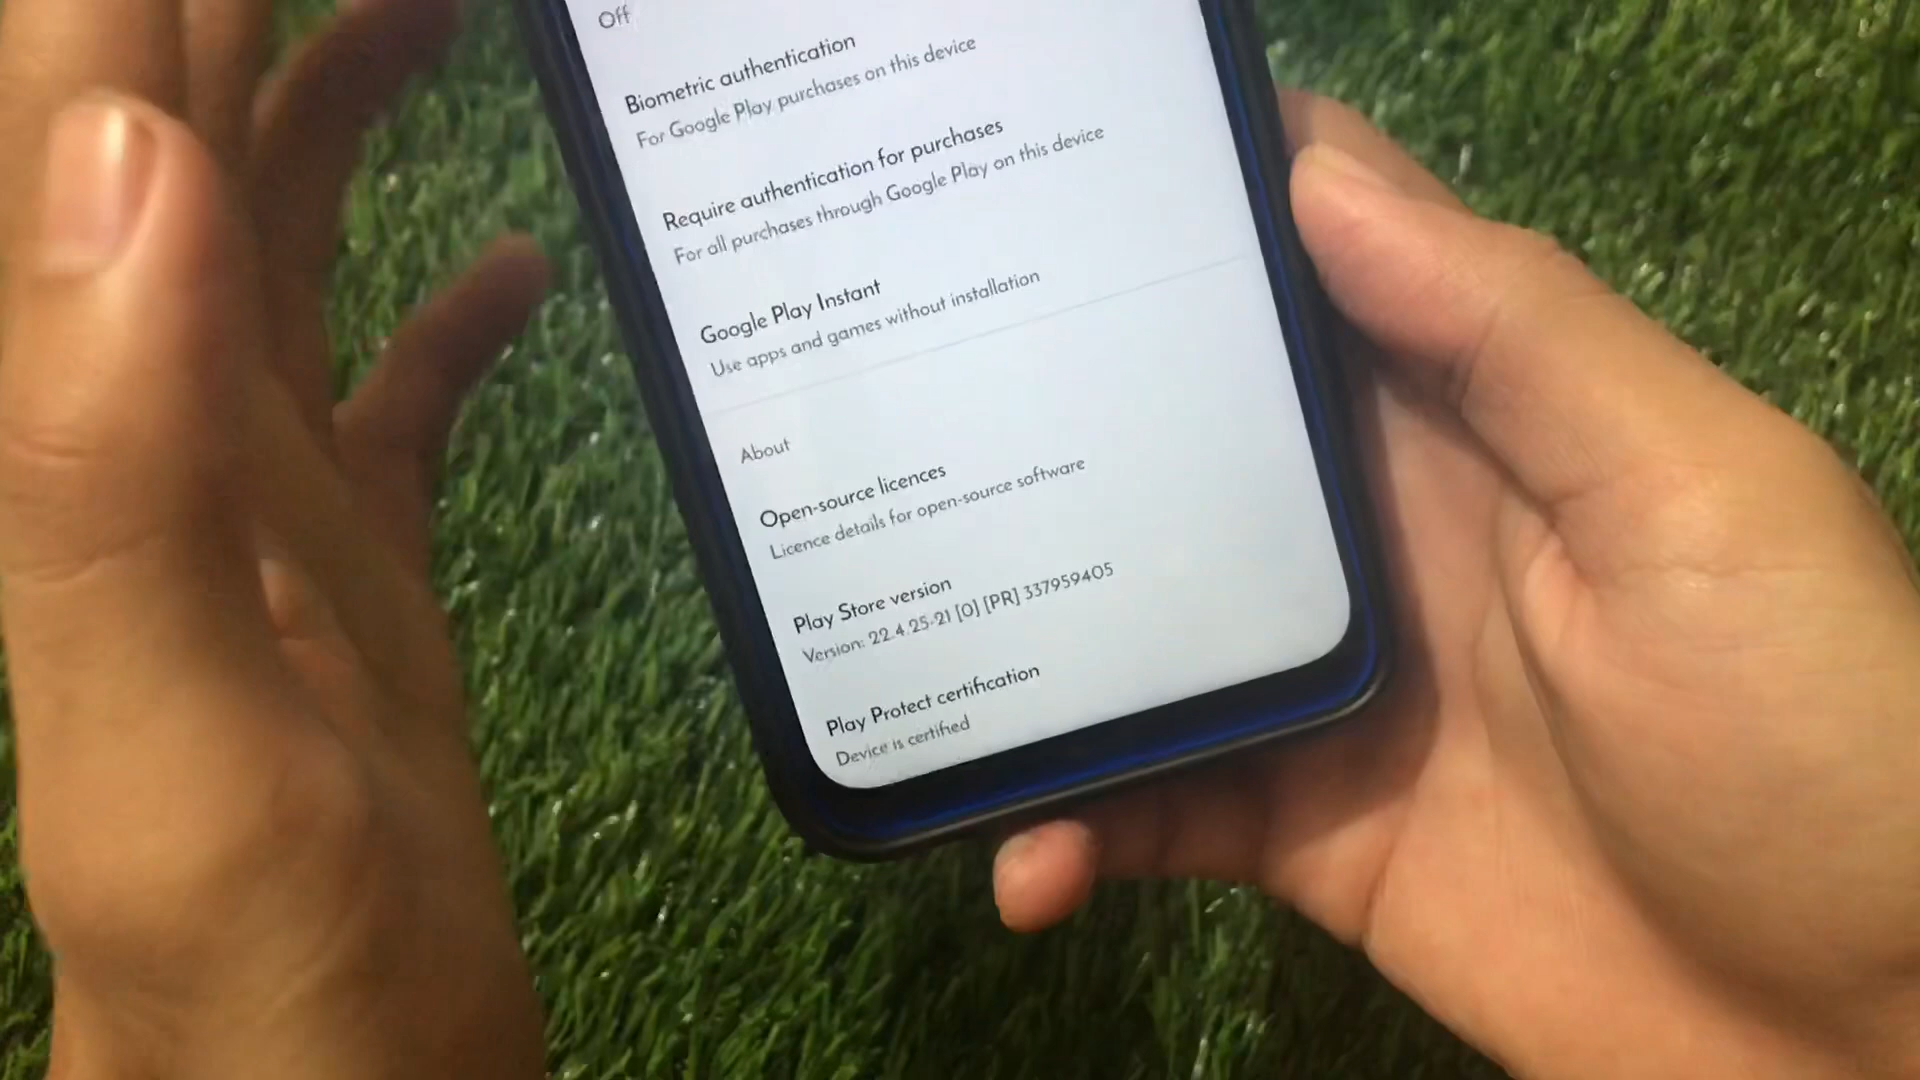 Off
Biometric authentication
For Google Play purchases on this device
Require authentication for purchases
For all purchases through Google Play on this device
Google Play Instant
Use apps and games without installation
About
Open-source licences
Licence details for open-source software
Play Store version
Version: 22.4.25-21 [0] [PR] 337959405
Play Protect certification
Device is certified